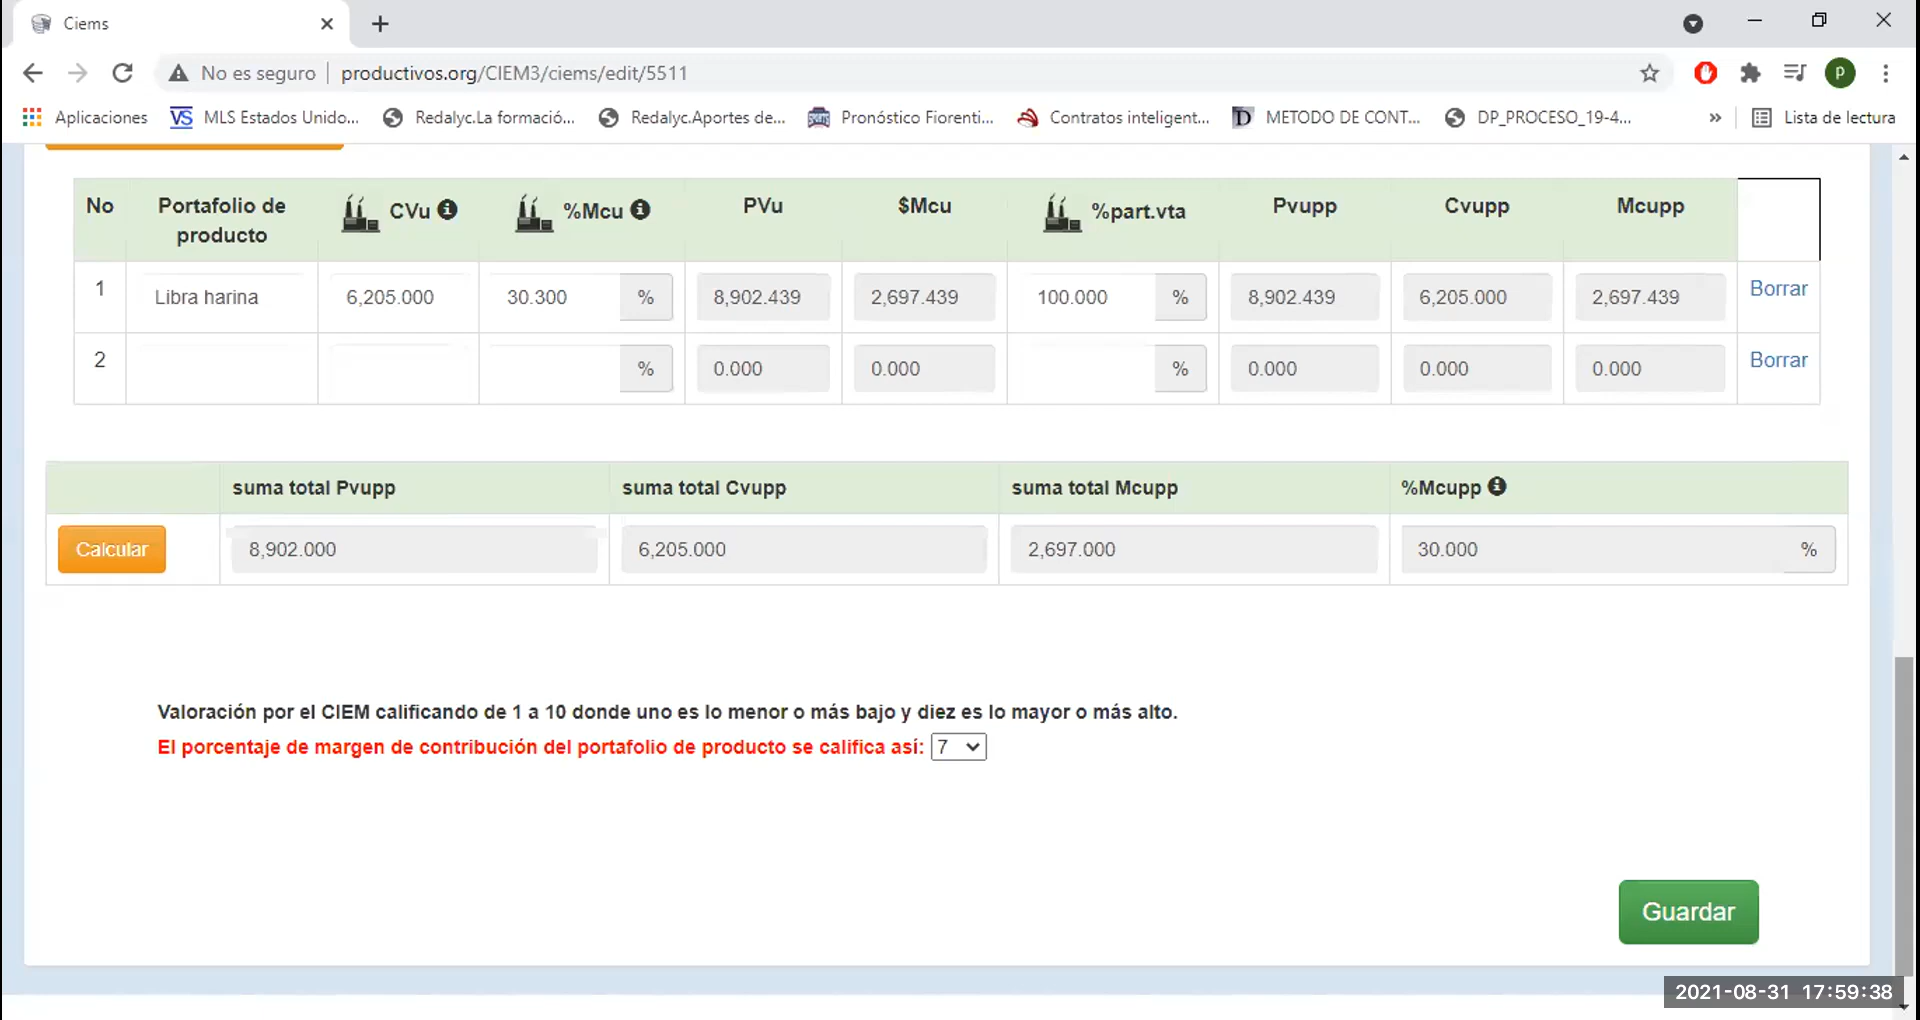 Ciems
No es seguro productivos.org/CIEM3/ciems/edit/5511 P
Aplicaciones VS MLS Estados Unido... Redalyc.La formació... Redalyc.Aportes de... Pronóstico Fiorenti... Contratos inteligent... D METODO DE CONT... DP_PROCESO_19-4... » Lista de lectura
No Portafolio de producto CVu %Mcu PVu $Mcu %part.vta Pvupp Cvupp Mcupp
1 Libra harina 6,205.000 30.300 % 8,902.439 2,697.439 100.000 % 8,902.439 6,205.000 2,697.439 Borrar
2 % 0.000 0.000 % 0.000 0.000 0.000 Borrar
suma total Pvupp suma total Cvupp suma total Mcupp %Mcupp
Calcular 8,902.000 6,205.000 2,697.000 30.000 %
Valoración por el CIEM calificando de 1 a 10 donde uno es lo menor o más bajo y diez es lo mayor o más alto.
El porcentaje de margen de contribución del portafolio de producto se califica así: 7
Guardar
2021-08-31 17:59:38